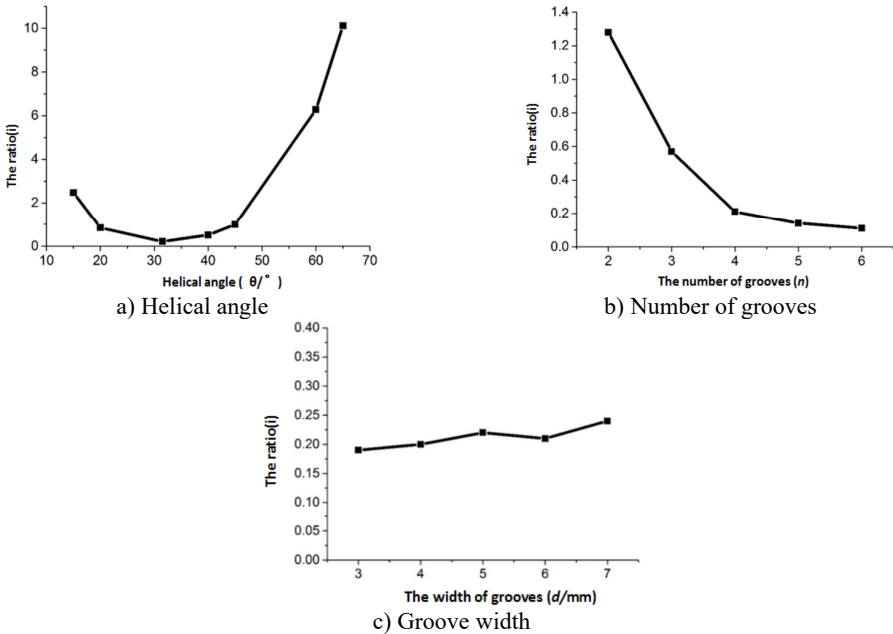 10
8
6
4
2
0
The ratio(i)
10 20 30 40 50 60 70
Helical angle ( θ/° )
a) Helical angle
1.4
1.2
1.0
0.8
0.6
0.4
0.2
0.0
The ratio(i)
2 3 4 5 6
The number of grooves (n)
b) Number of grooves
0.40
0.35
0.30
0.25
0.20
0.15
0.10
0.05
0.00
The ratio(i)
3 4 5 6 7
The width of grooves (d/mm)
c) Groove width